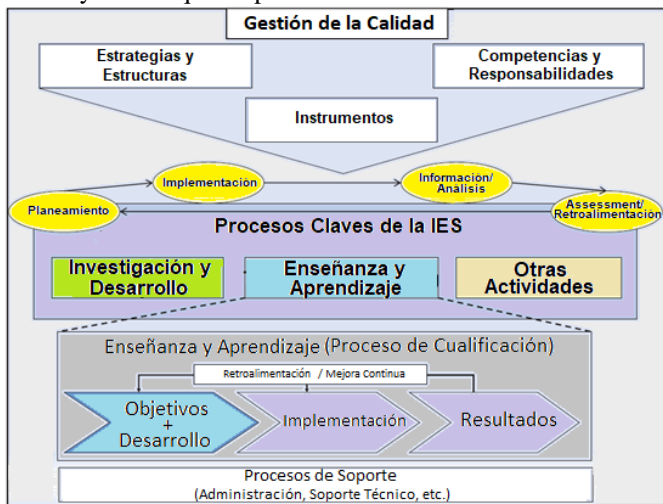 Gestión de la Calidad
Estrategias y
Estructuras
Competencias y
Responsabilidades
Instrumentos
Implementación
Información/
Análisis
Planeamiento
Assessment/
Retroalimentación
Procesos Claves de la IES
Investigación y
Desarrollo
Enseñanza y
Aprendizaje
Otras
Actividades
Enseñanza y Aprendizaje (Proceso de Cualificación)
Retroalimentación / Mejora Continua
Objetivos
+
Desarrollo
Implementación
Resultados
Procesos de Soporte
(Administración, Soporte Técnico, etc.)